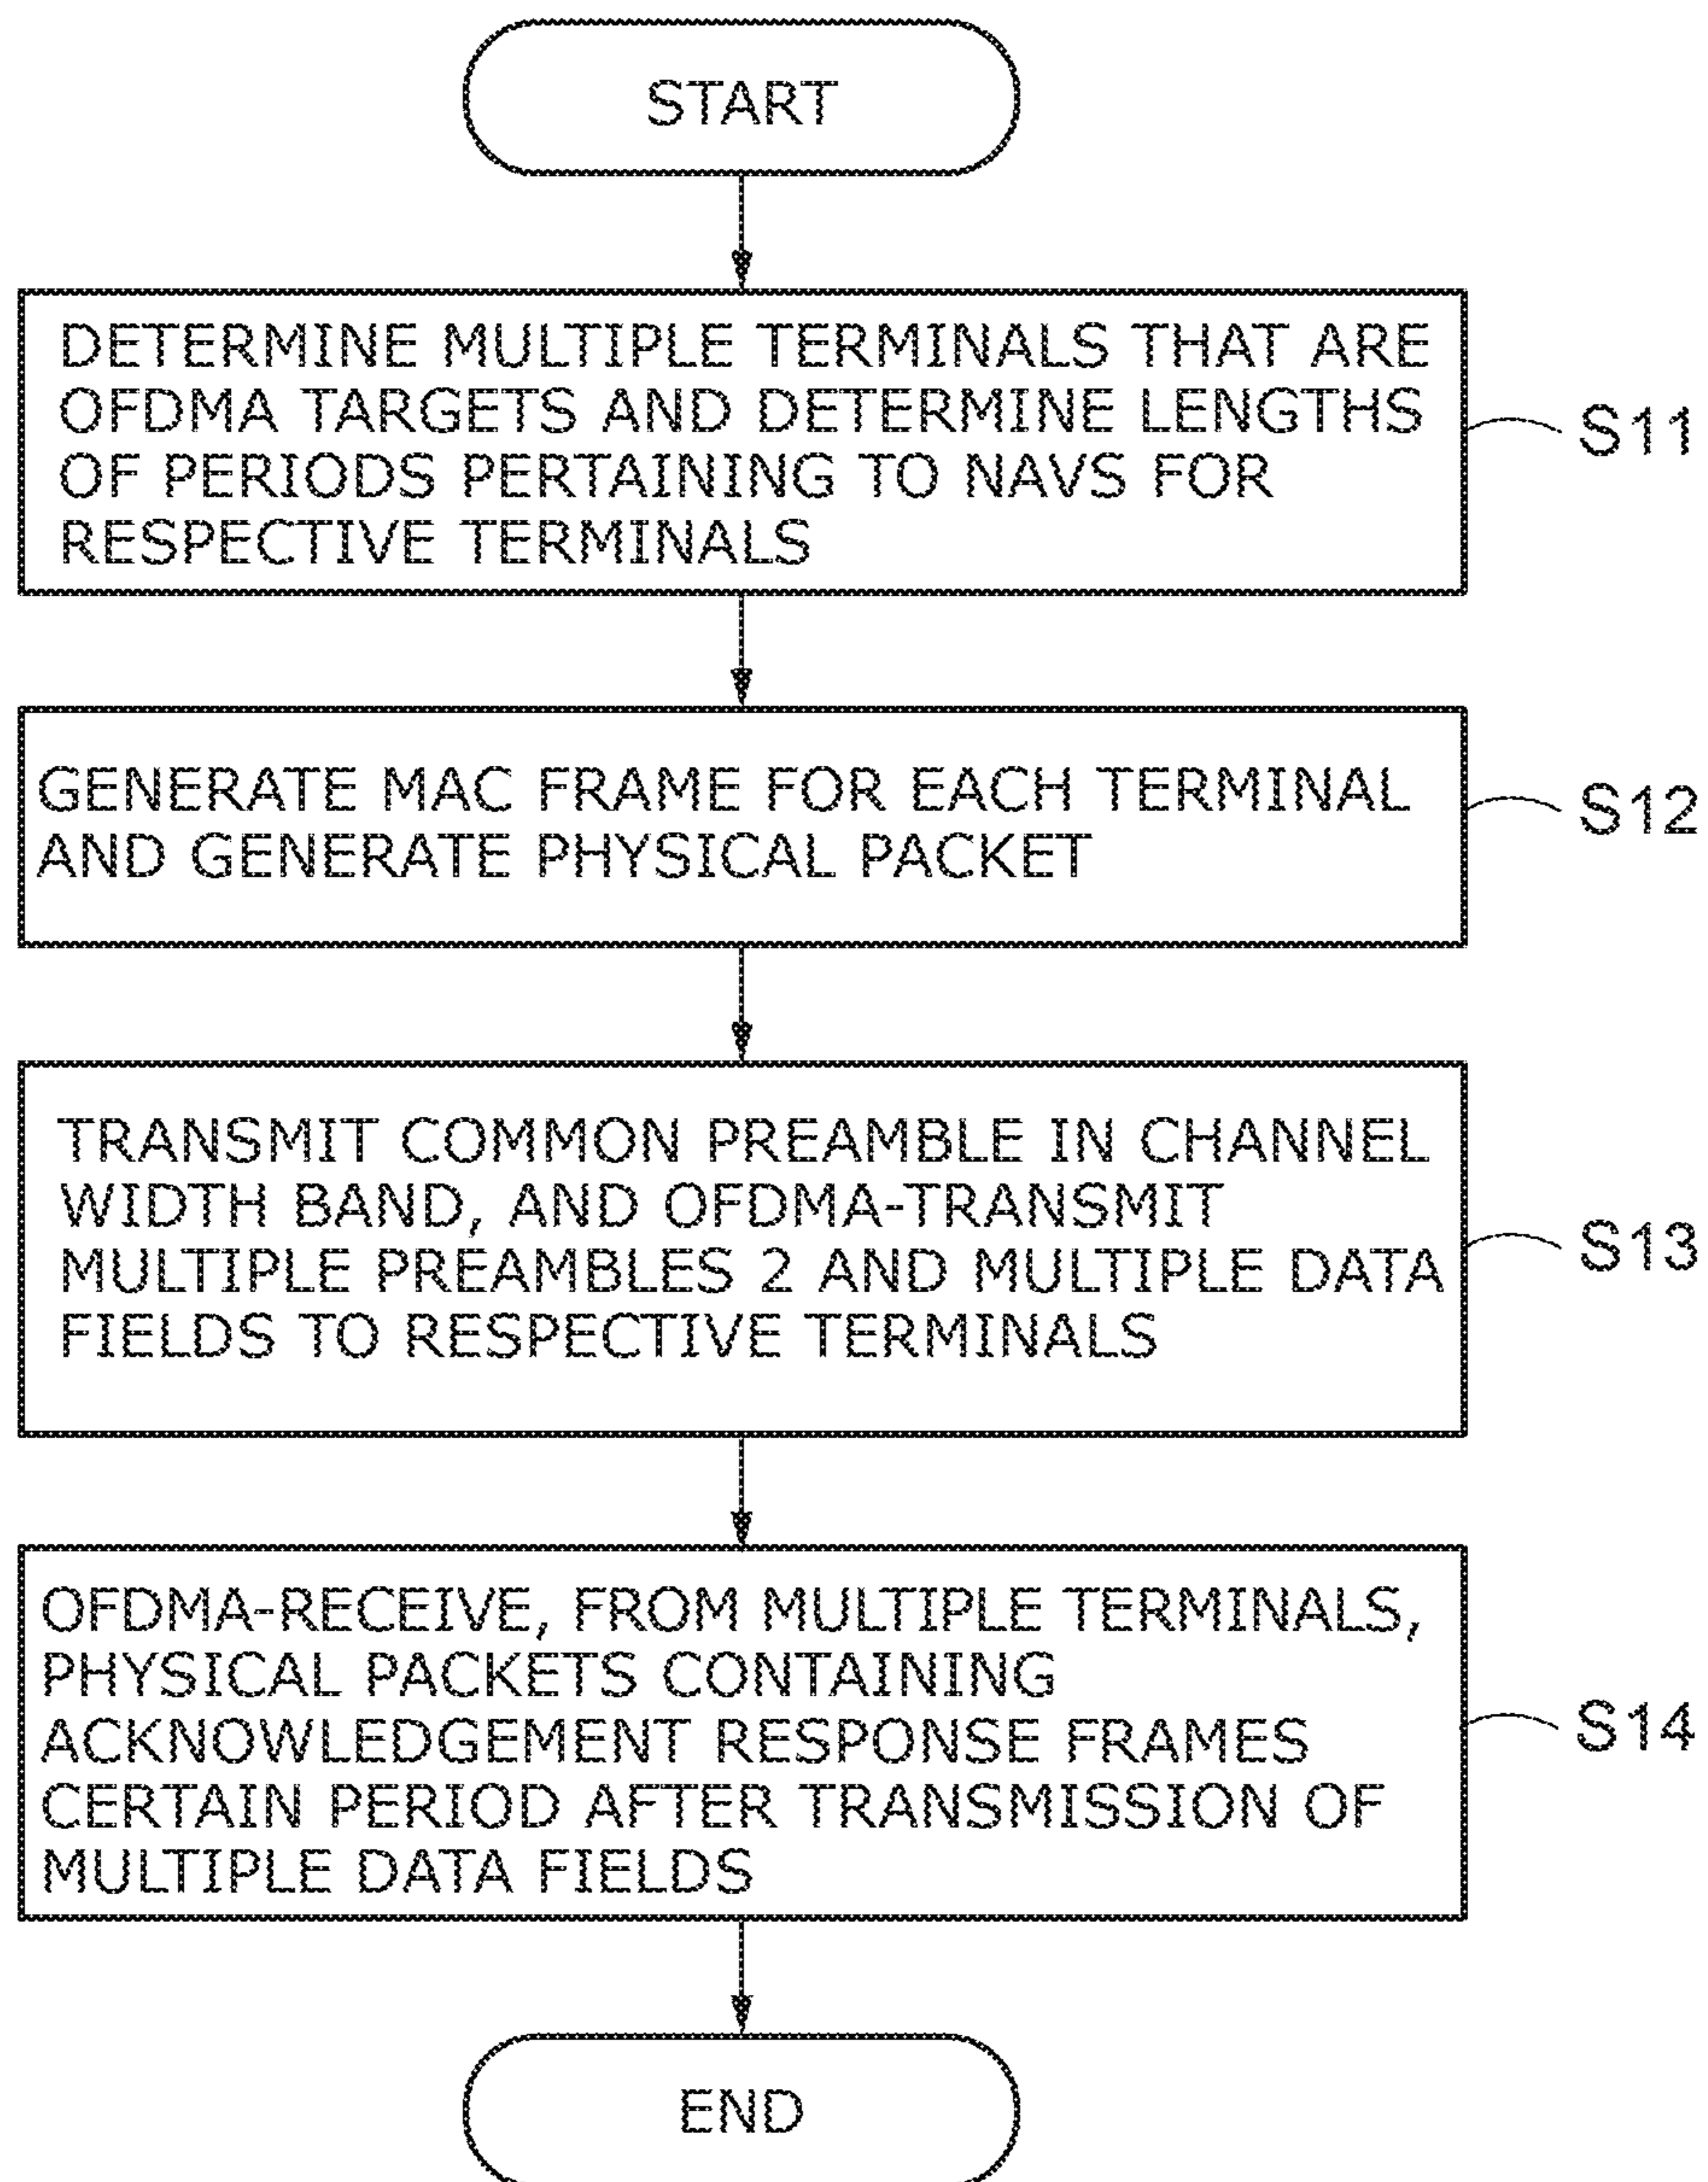 START
DETERMINE MULTIPLE TERMINALS THAT ARE
OFDMA TARGETS AND DETERMINE LENGTHS
OF PERIODS PERTAINING TO NAVS FOR
RESPECTIVE TERMINALS
S11
GENERATE MAC FRAME FOR EACH TERMINAL
AND GENERATE PHYSICAL PACKET
S12
TRANSMIT COMMON PREAMBLE IN CHANNEL
WIDTH BAND, AND OFDMA-TRANSMIT
MULTIPLE PREAMBLES 2 AND MULTIPLE DATA
FIELDS TO RESPECTIVE TERMINALS
S13
OFDMA-RECEIVE, FROM MULTIPLE TERMINALS,
PHYSICAL PACKETS CONTAINING
ACKNOWLEDGEMENT RESPONSE FRAMES
CERTAIN PERIOD AFTER TRANSMISSION OF
MULTIPLE DATA FIELDS
S14
END